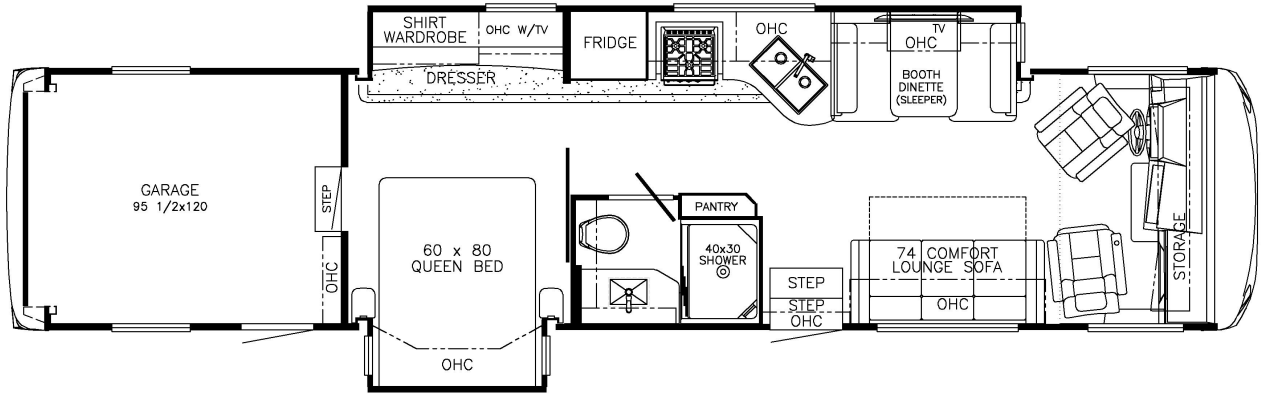 SHIRT
WARDROBE
OHC W/TV
DRESSER
FRIDGE
OHC
TV
OHC
BOOTH
DINETTE
(SLEEPER)
GARAGE
95 1/2x120
STEP
OHC
60 x 80
QUEEN BED
OHC
PANTRY
40x30
SHOWER
STEP
STEP
OHC
74 COMFORT
LOUNGE SOFA
OHC
STORAGE